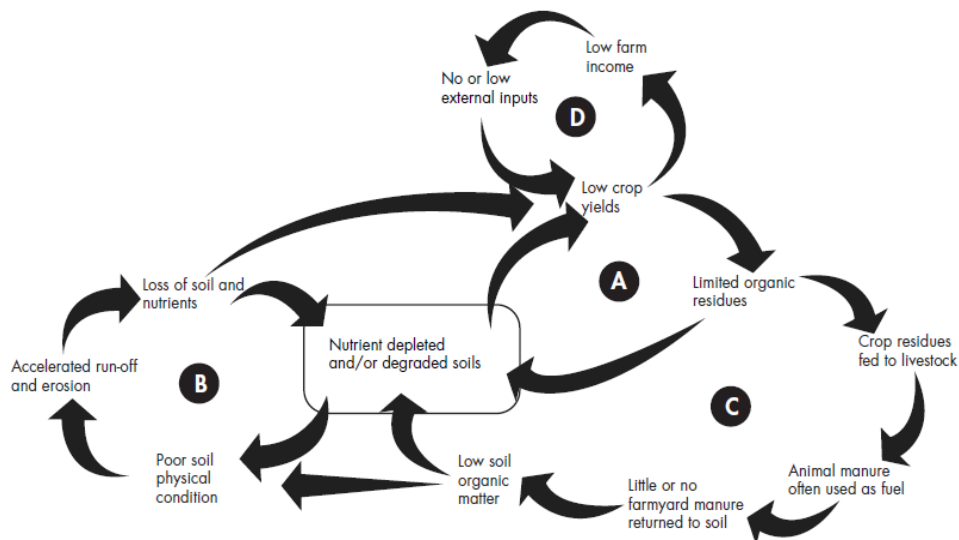 Low farm
income
No or low
external inputs
D
Low crop
yields
A
Loss of soil and
nutrients
Limited organic
residues
Nutrient depleted
and/or degraded soils
Crop residues
fed to livestock
Accelerated run-off
and erosion
B
C
Poor soil
physical
condition
Low soil
organic
matter
Animal manure
often used as fuel
Little or no
farmyard manure
returned to soil